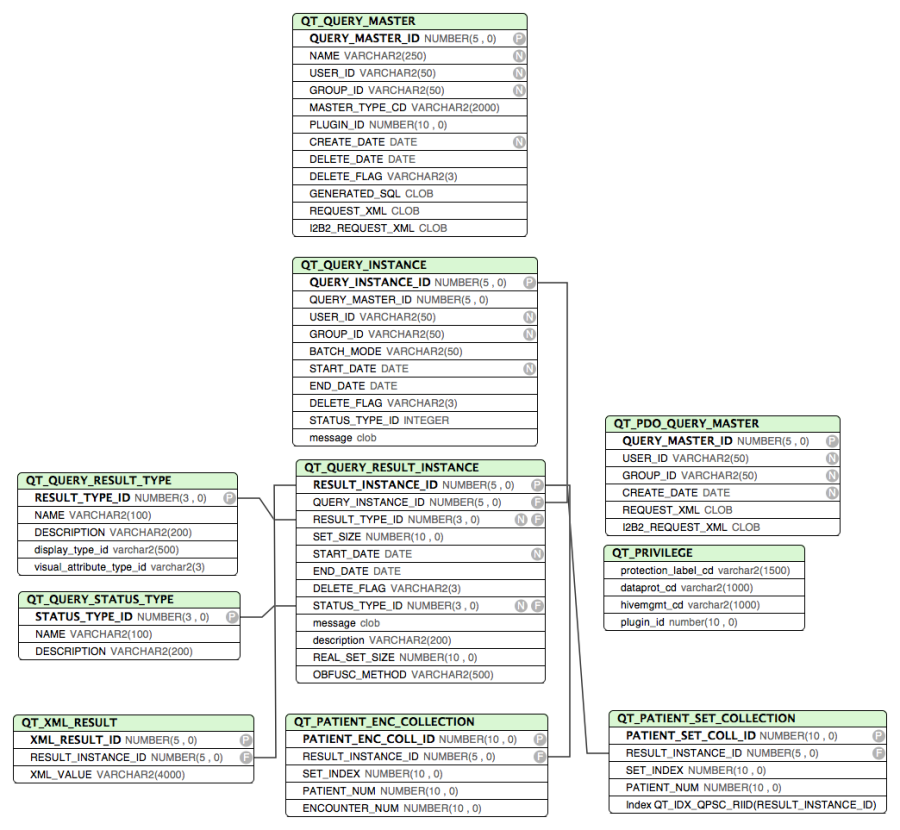 QT_QUERY_MASTER
QUERY_MASTER_ID NUMBER(5 , 0) P
NAME VARCHAR2(250) N
USER_ID VARCHAR2(50) N
GROUP_ID VARCHAR2(50) N
MASTER_TYPE_CD VARCHAR2(2000)
PLUGIN_ID NUMBER(10 , 0)
CREATE_DATE DATE N
DELETE_DATE DATE
DELETE_FLAG VARCHAR2(3)
GENERATED_SQL CLOB
REQUEST_XML CLOB
I2B2_REQUEST_XML CLOB
QT_QUERY_INSTANCE
QUERY_INSTANCE_ID NUMBER(5 , 0) P
QUERY_MASTER_ID NUMBER(5 , 0)
USER_ID VARCHAR2(50) N
GROUP_ID VARCHAR2(50) N
BATCH_MODE VARCHAR2(50)
START_DATE DATE N
END_DATE DATE
DELETE_FLAG VARCHAR2(3)
STATUS_TYPE_ID INTEGER
message clob
QT_PDO_QUERY_MASTER
QUERY_MASTER_ID NUMBER(5 , 0) P
USER_ID VARCHAR2(50) N
GROUP_ID VARCHAR2(50) N
CREATE_DATE DATE N
REQUEST_XML CLOB
I2B2_REQUEST_XML CLOB
QT_QUERY_RESULT_TYPE
RESULT_TYPE_ID NUMBER(3 , 0) P
NAME VARCHAR2(100)
DESCRIPTION VARCHAR2(200)
display_type_id varchar2(500)
visual_attribute_type_id varchar2(3)
QT_QUERY_RESULT_INSTANCE
RESULT_INSTANCE_ID NUMBER(5 , 0) P
QUERY_INSTANCE_ID NUMBER(5 , 0) F
RESULT_TYPE_ID NUMBER(3 , 0) N F
SET_SIZE NUMBER(10 , 0)
START_DATE DATE N
END_DATE DATE
DELETE_FLAG VARCHAR2(3)
STATUS_TYPE_ID NUMBER(3 , 0) N F
message clob
description VARCHAR2(200)
REAL_SET_SIZE NUMBER(10 , 0)
OBFUSC_METHOD VARCHAR2(500)
QT_PRIVILEGE
protection_label_cd varchar2(1500)
dataprot_cd varchar2(1000)
hivemgmt_cd varchar2(1000)
plugin_id number(10 , 0)
QT_QUERY_STATUS_TYPE
STATUS_TYPE_ID NUMBER(3 , 0) P
NAME VARCHAR2(100)
DESCRIPTION VARCHAR2(200)
QT_XML_RESULT
XML_RESULT_ID NUMBER(5 , 0) P
RESULT_INSTANCE_ID NUMBER(5 , 0) F
XML_VALUE VARCHAR2(4000)
QT_PATIENT_ENC_COLLECTION
PATIENT_ENC_COLL_ID NUMBER(10 , 0) P
RESULT_INSTANCE_ID NUMBER(5 , 0) F
SET_INDEX NUMBER(10 , 0)
PATIENT_NUM NUMBER(10 , 0)
ENCOUNTER_NUM NUMBER(10 , 0)
QT_PATIENT_SET_COLLECTION
PATIENT_SET_COLL_ID NUMBER(10 , 0) P
RESULT_INSTANCE_ID NUMBER(5 , 0) F
SET_INDEX NUMBER(10 , 0)
PATIENT_NUM NUMBER(10 , 0)
Index QT_IDX_QPSC_RIID(RESULT_INSTANCE_ID)